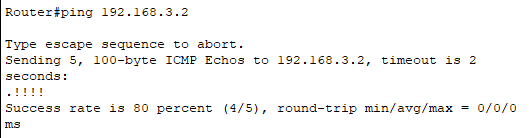 Router#ping 192.168.3.2
Type escape sequence to abort.
Sending 5, 100-byte ICMP Echos to 192.168.3.2, timeout is 2
seconds:
.!!!!
Success rate is 80 percent (4/5), round-trip min/avg/max = 0/0/0
ms